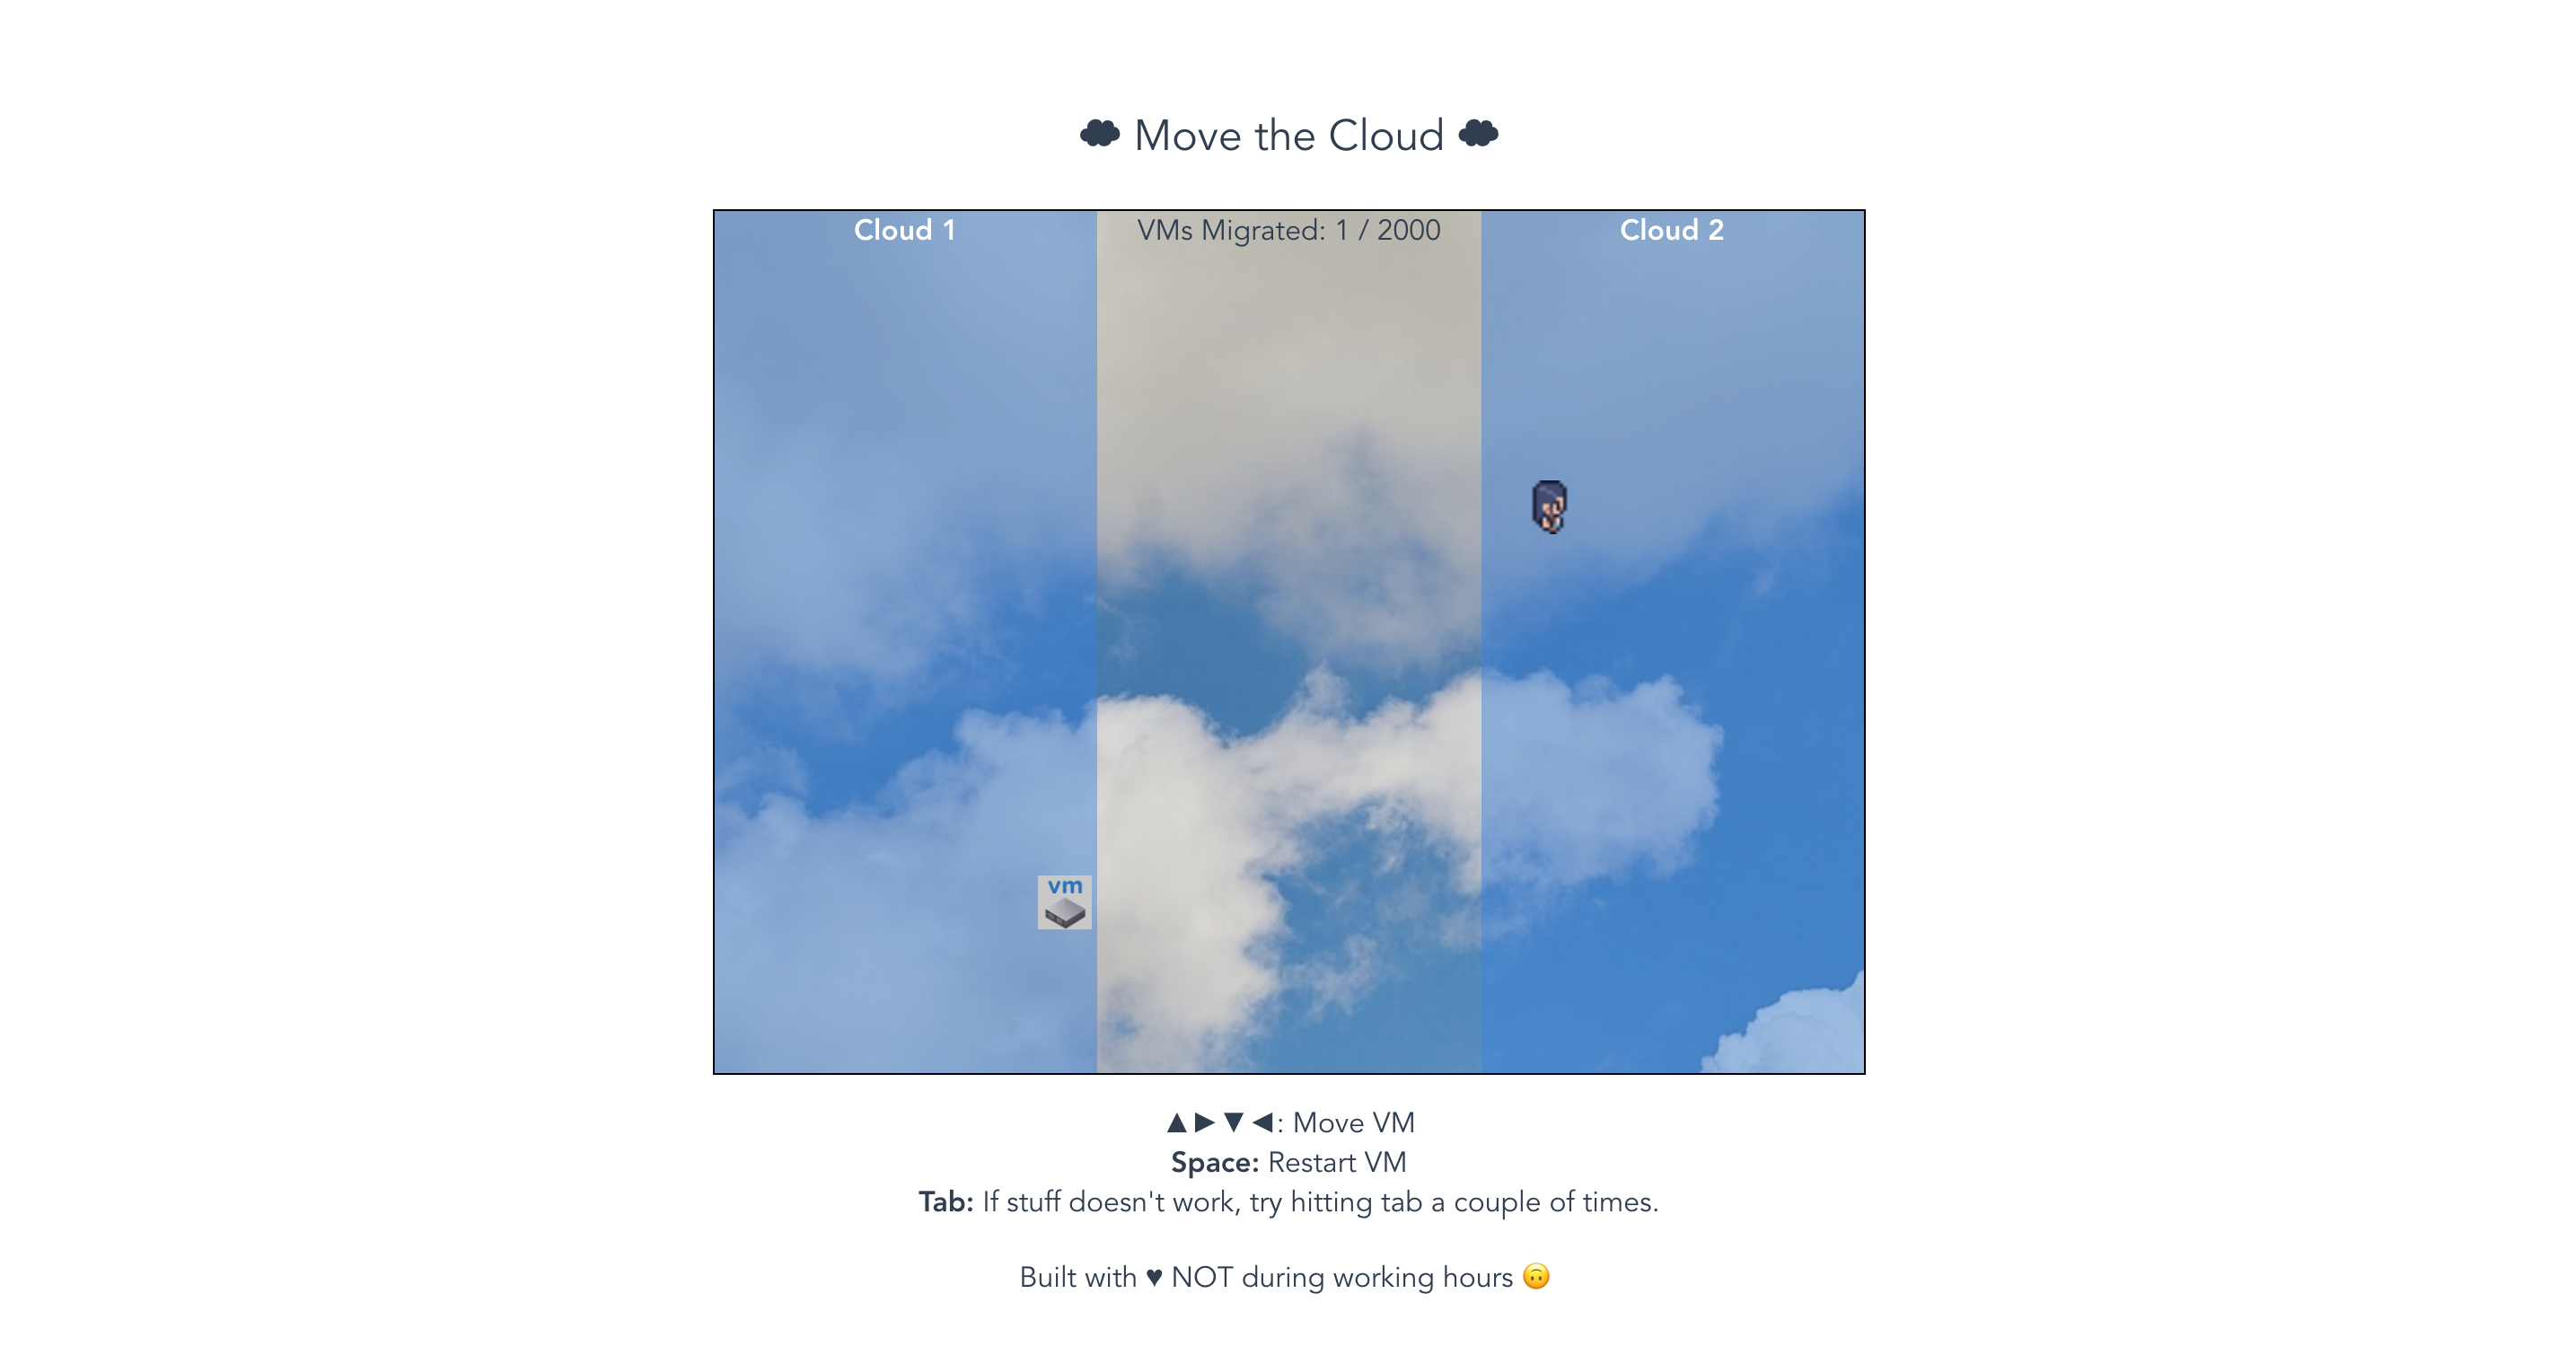 ☁ Move the Cloud ☁
Cloud 1
VMs Migrated: 1 / 2000
Cloud 2
vm
▲▶▼◀: Move VM
Space: Restart VM
Tab: If stuff doesn't work, try hitting tab a couple of times.
Built with ♥ NOT during working hours 🙃